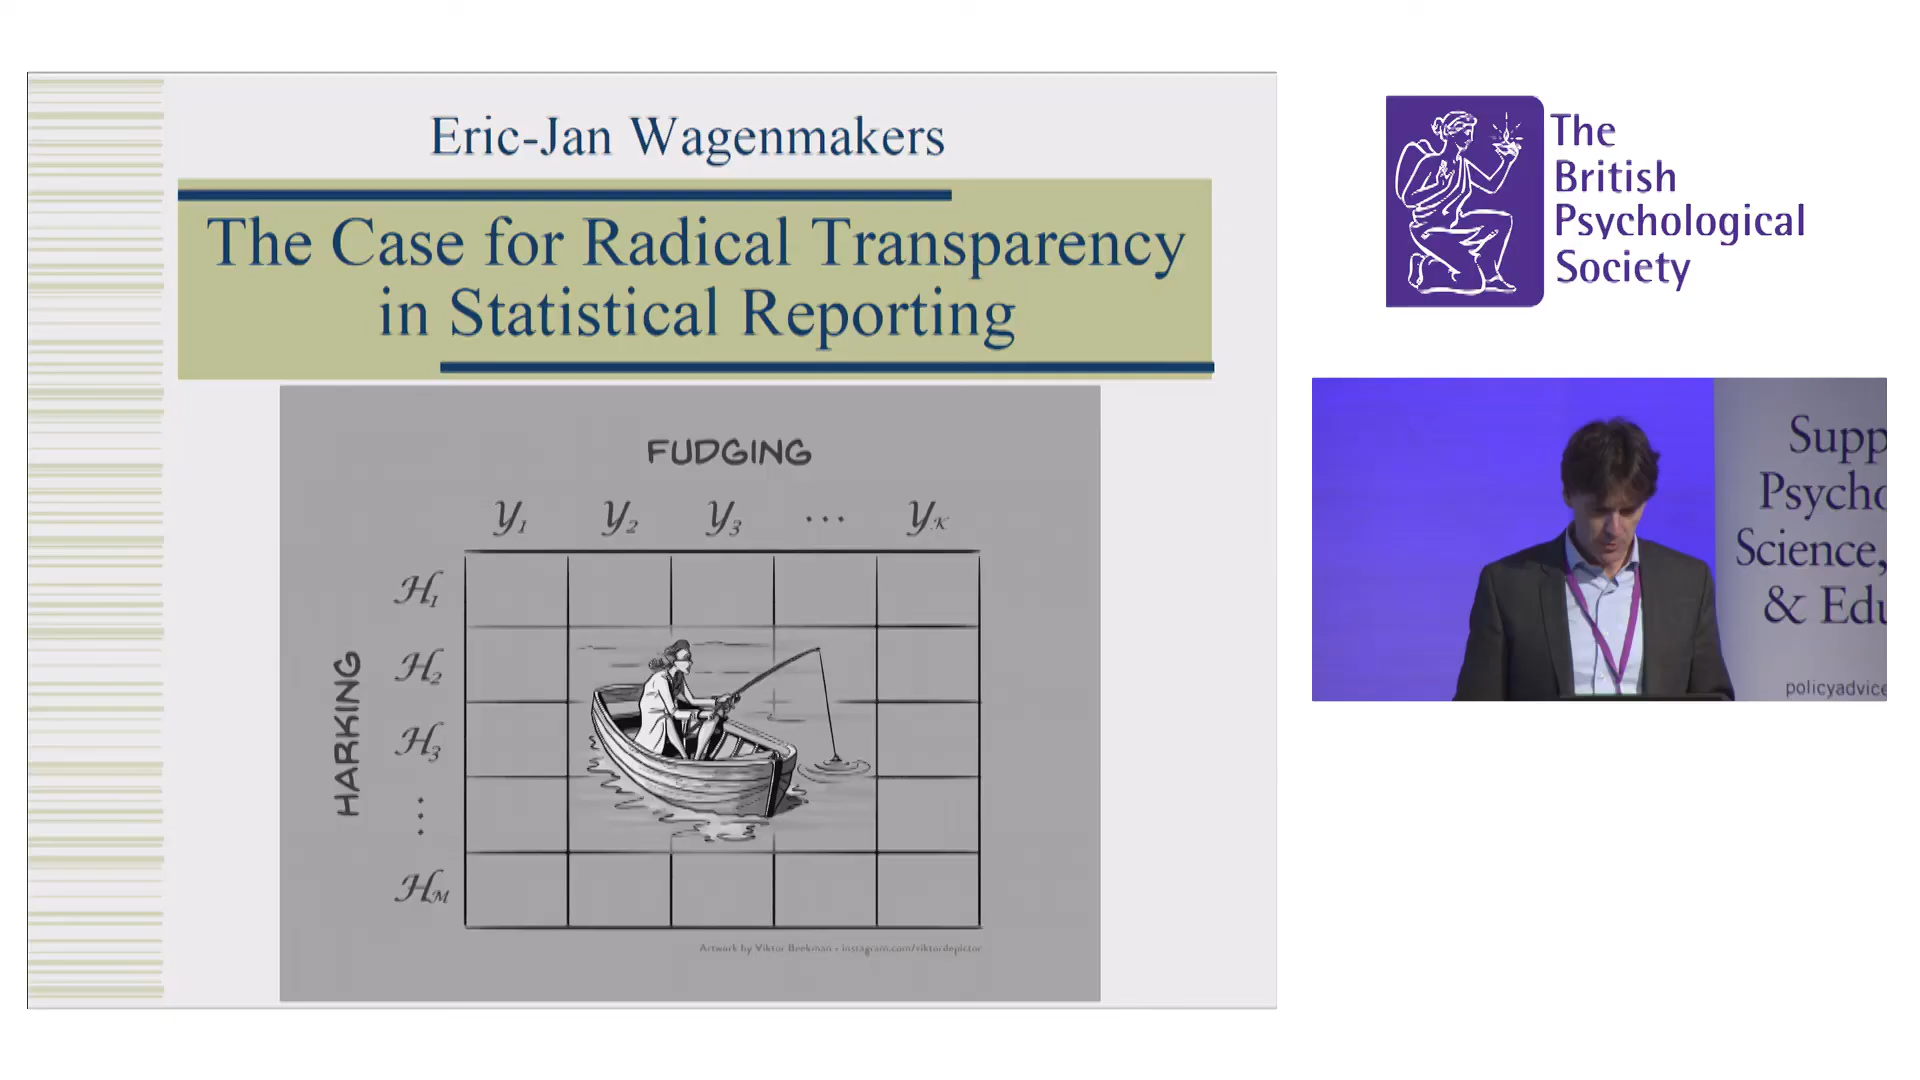 Eric-Jan Wagenmakers
The Case for Radical Transparency
in Statistical Reporting
FUDGING
y1 y2 y3 ... yK
HARKING
H1
H2
H3
...
HM
Artwork by Viktor Beekman • instagram.com/viktordepictor
The
British
Psychological
Society
Supp
Psycho
Science,
& Edu
policyadvice